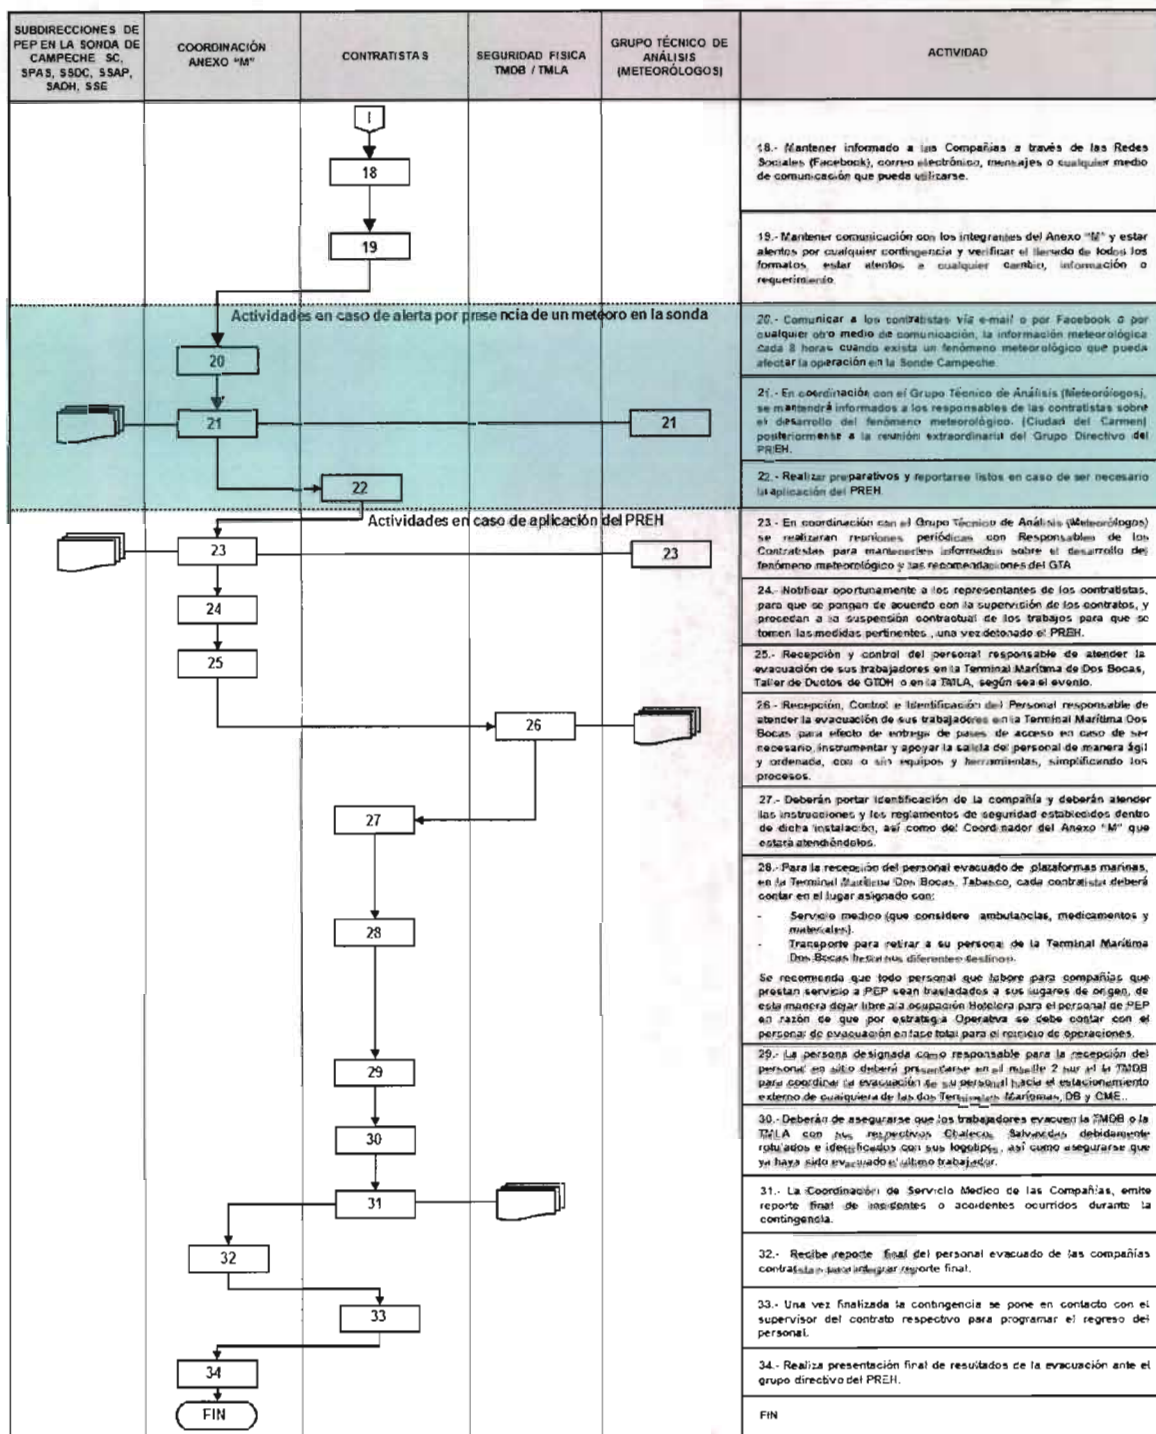 SUBDIRECCIONES DE
PEP EN LA SONDA DE
CAMPECHE SC,
SPAS, SSDC, SSAP,
SADH, SSE
COORDINACIÓN
ANEXO "M"
CONTRATISTAS
SEGURIDAD FISICA
TMDB / TMLA
GRUPO TÉCNICO DE
ANÁLISIS
(METEORÓLOGOS)
ACTIVIDAD
I
18
19
Actividades en caso de alerta por presencia de un meteoro en la sonda
20
21
21
22
Actividades en caso de aplicación del PREH
23
23
24
25
26
27
28
29
30
31
32
33
34
FIN
18.- Mantener informado a las Compañias a través de las Redes
Sociales (Facebook), correo electrónico, mensajes o cualquier medio
de comunicación que pueda utilizarse.
19.- Mantener comunicación con los integrantes del Anexo "M" y estar
atentos por cualquier contingencia y verificar el llenado de todos los
formatos, estar atentos a cualquier cambio, información o
requerimiento.
20.- Comunicar a los contratistas vía e-mail o por Facebook o por
cualquier otro medio de comunicación, la información meteorológica
cada 8 horas cuando exista un fenómeno meteorológico que pueda
afectar la operación en la Sonda Campeche.
21.- En coordinación con el Grupo Técnico de Análisis (Meteorólogos),
se mantendrá informados a los responsables de las contratistas sobre
el desarrollo del fenómeno meteorológico. (Ciudad del Carmen)
posteriormente a la reunión extraordinaria del Grupo Directivo del
PREH.
22.- Realizar preparativos y reportarse listos en caso de ser necesario
la aplicación del PREH
23.- En coordinación con el Grupo Técnico de Análisis (Meteorólogos)
se realizaran reuniones periódicas con Responsables de los
Contratistas para mantenerles informados sobre el desarrollo del
fenómeno meteorológico y las recomendaciones del GTA
24.- Notificar oportunamente a los representantes de los contratistas,
para que se pongan de acuerdo con la supervisión de los contratos, y
procedan a la suspensión contractual de los trabajos para que se
tomen las medidas pertinentes , una vez detonado el PREH.
25.- Recepción y control del personal responsable de atender la
evacuación de sus trabajadores en la Terminal Marítima de Dos Bocas,
Taller de Ductos de GTDH o en la TMLA, según sea el evento.
26.- Recepción, Control e Identificación del Personal responsable de
atender la evacuación de sus trabajadores en la Terminal Marítima Dos
Bocas para efecto de entrega de pases de acceso en caso de ser
necesario, instrumentar y apoyar la salida del personal de manera ágil
y ordenada, con o sin equipos y herramientas, simplificando los
procesos.
27.- Deberán portar identificación de la compañía y deberán atender
las instrucciones y los reglamentos de seguridad establecidos dentro
de dicha instalación, así como del Coordinador del Anexo "M" que
estará atendiéndolos.
28.- Para la recepción del personal evacuado de plataformas marinas,
en la Terminal Marítima Dos Bocas, Tabasco, cada contratista deberá
contar en el lugar asignado con:
- Servicio medico (que considere ambulancias, medicamentos y
materiales).
- Transporte para retirar a su personal de la Terminal Marítima
Dos Bocas hacia sus diferentes destinos.
Se recomienda que todo personal que labore para compañías que
prestan servicio a PEP sean trasladados a sus lugares de origen, de
esta manera dejar libre a la ocupación Hotelera para el personal de PEP
en razón de que por estrategia Operativa se debe contar con el
personal de evacuación en fase total para el reinicio de operaciones.
29.- La persona designada como responsable para la recepción del
personal en sitio deberá presentarse en el muelle 2 sur el la TMDB
para coordinar la evacuación de su personal hacia el estacionamiento
externo de cualquiera de las dos Terminales Marítimas, DB y CME..
30.- Deberán de asegurarse que los trabajadores evacuen la TMDB o la
TMLA con sus respectivos Chaleco Salvavidas debidamente
rotulados e identificados con sus logotipos, así como asegurarse que
ya haya sido evacuado el último trabajador.
31.- La Coordinación de Servicio Medico de las Compañías, emite
reporte final de incidentes o accidentes ocurridos durante la
contingencia.
32.- Recibe reporte final del personal evacuado de las compañías
contratistas para integrar reporte final.
33.- Una vez finalizada la contingencia se pone en contacto con el
supervisor del contrato respectivo para programar el regreso del
personal.
34.- Realiza presentación final de resultados de la evacuación ante el
grupo directivo del PREH.
FIN